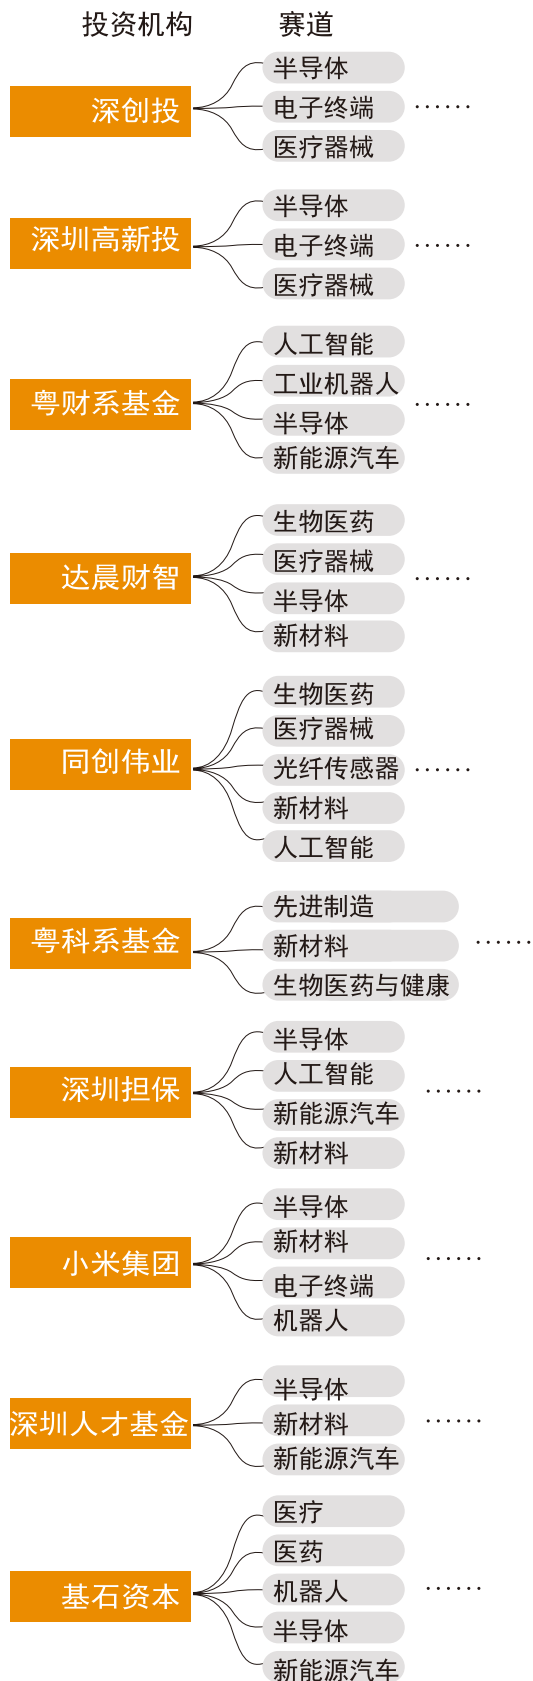 投资机构 赛道
深创投
半导体
电子终端 ……
医疗器械
深圳高新投
半导体
电子终端 ……
医疗器械
粤财系基金
人工智能
工业机器人
半导体
新能源汽车
……
达晨财智
生物医药
医疗器械
半导体
新材料
……
同创伟业
生物医药
医疗器械
光纤传感器 ……
新材料
人工智能
粤科系基金
先进制造
新材料 ……
生物医药与健康
深圳担保
半导体
人工智能
新能源汽车
新材料
……
小米集团
半导体
新材料
电子终端
机器人
……
深圳人才基金
半导体
新材料 ……
新能源汽车
基石资本
医疗
医药
机器人 ……
半导体
新能源汽车